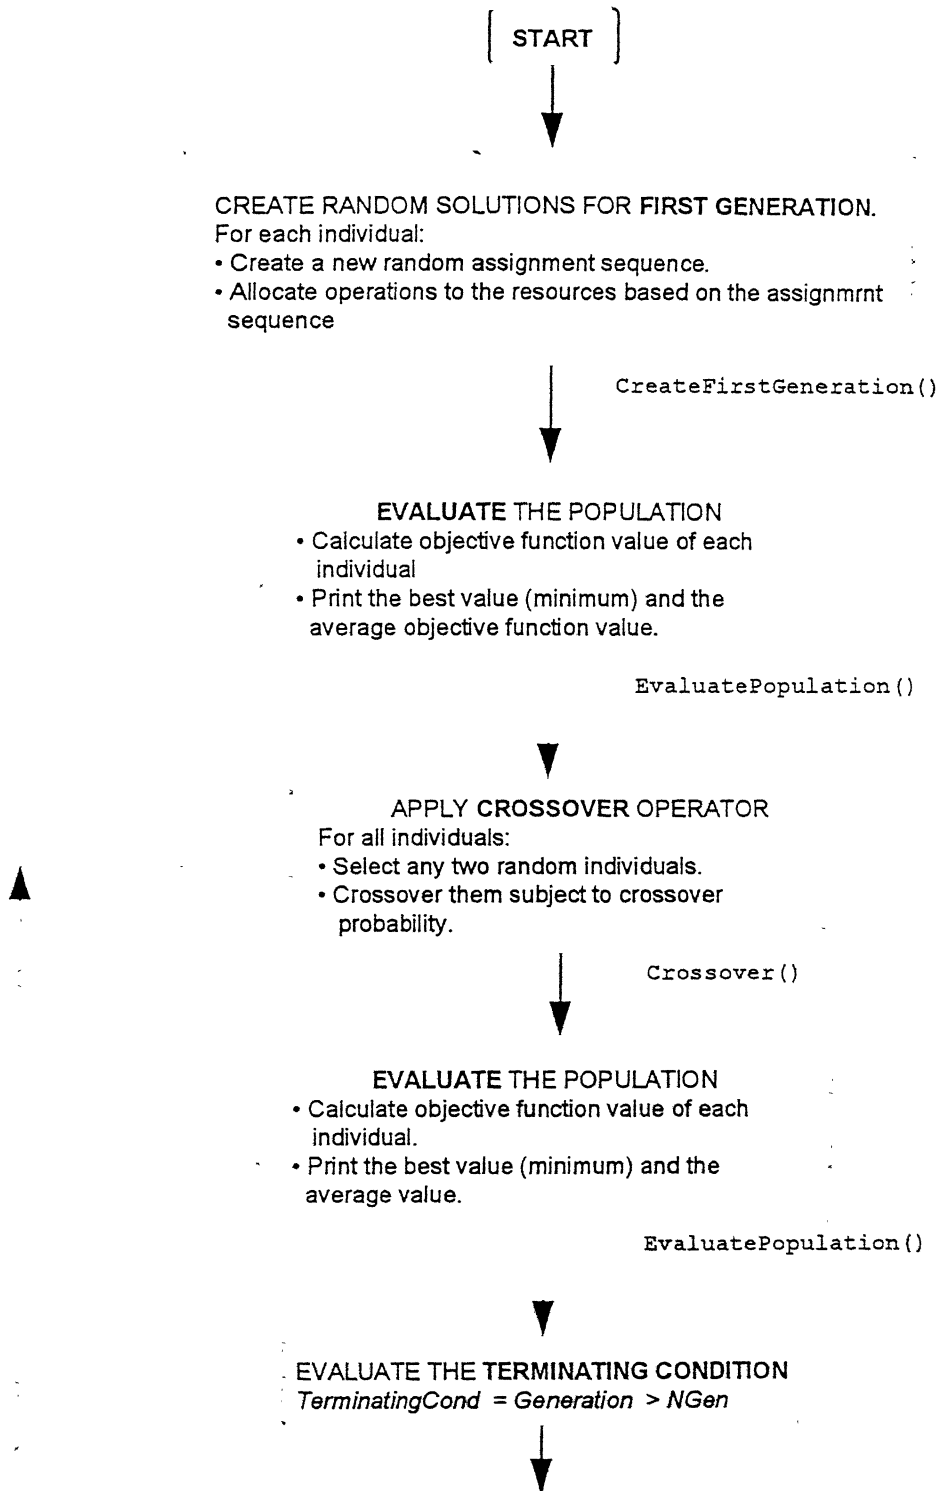 START
CREATE RANDOM SOLUTIONS FOR FIRST GENERATION.
For each individual:
• Create a new random assignment sequence.
• Allocate operations to the resources based on the assignmrnt
sequence
CreateFirstGeneration()
EVALUATE THE POPULATION
• Calculate objective function value of each
individual
• Print the best value (minimum) and the
average objective function value.
EvaluatePopulation()
APPLY CROSSOVER OPERATOR
For all individuals:
• Select any two random individuals.
• Crossover them subject to crossover
probability.
Crossover()
EVALUATE THE POPULATION
• Calculate objective function value of each
individual.
• Print the best value (minimum) and the
average value.
EvaluatePopulation()
EVALUATE THE TERMINATING CONDITION
TerminatingCond = Generation > NGen